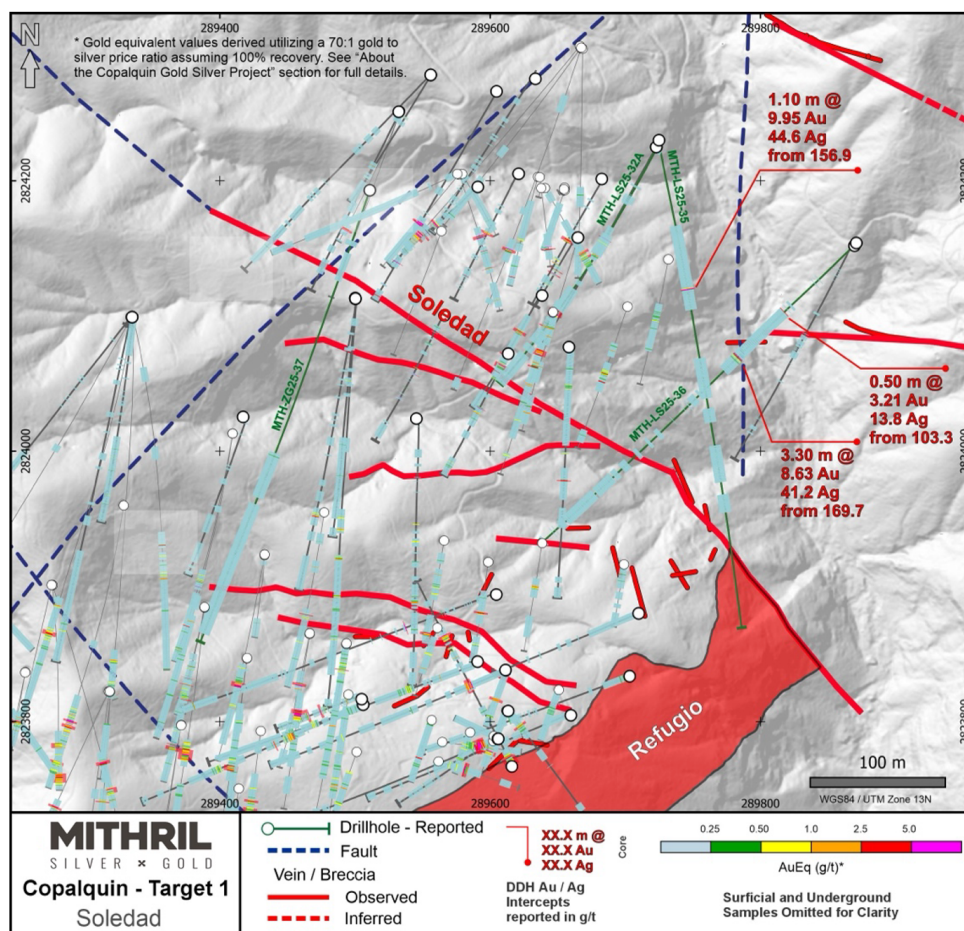 289400
289600
289800
N
* Gold equivalent values derived utilizing a 70:1 gold to
silver price ratio assuming 100% recovery. See "About
the Copalquin Gold Silver Project" section for full details.
1.10 m @
9.95 Au
44.6 Ag
from 156.9
2824200
2824200
MTH-LS25-32A
MTH-LS25-35
Soledad
MTH-ZG25-37
MTH-LS25-36
0.50 m @
3.21 Au
13.8 Ag
from 103.3
3.30 m @
8.63 Au
41.2 Ag
from 169.7
2824000
2824000
Refugio
2823800
2823800
100 m
WGS84 / UTM Zone 13N
289400
289600
289800
MITHRIL
SILVER × GOLD
Copalquin - Target 1
Soledad
Drillhole - Reported
Fault
Vein / Breccia
Observed
Inferred
XX.X m @
XX.X Au
XX.X Ag
DDH Au / Ag
Intercepts
reported in g/t
Core
0.25 0.50 1.0 2.5 5.0
AuEq (g/t)*
Surficial and Underground
Samples Omitted for Clarity